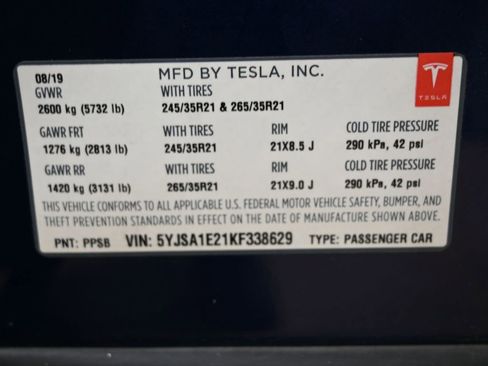 08/19 MFD BY TESLA, INC.
GVWR WITH TIRES
2600 kg (5732 lb) 245/35R21 & 265/35R21
TESLA
GAWR FRT WITH TIRES RIM COLD TIRE PRESSURE
1276 kg (2813 lb) 245/35R21 21X8.5 J 290 kPa, 42 psi
GAWR RR WITH TIRES RIM COLD TIRE PRESSURE
1420 kg (3131 lb) 265/35R21 21X9.0 J 290 kPa, 42 psi
THIS VEHICLE CONFORMS TO ALL APPLICABLE U.S. FEDERAL MOTOR VEHICLE SAFETY, BUMPER, AND
THEFT PREVENTION STANDARDS IN EFFECT ON THE DATE OF MANUFACTURE SHOWN ABOVE.
PNT: PPSB VIN: 5YJSA1E21KF338629 TYPE: PASSENGER CAR